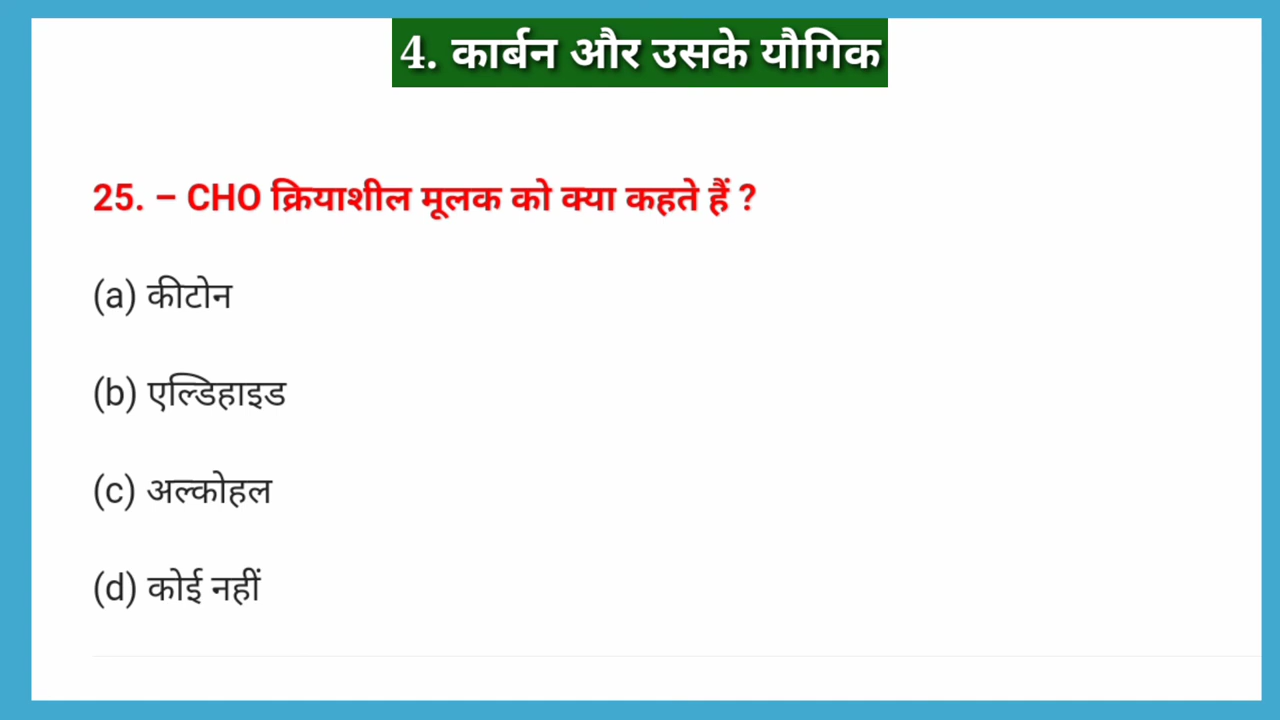 4. कार्बन और उसके यौगिक
25. – CHO क्रियाशील मूलक को क्या कहते हैं ?
(a) कीटोन
(b) एल्डिहाइड
(c) अल्कोहल
(d) कोई नहीं